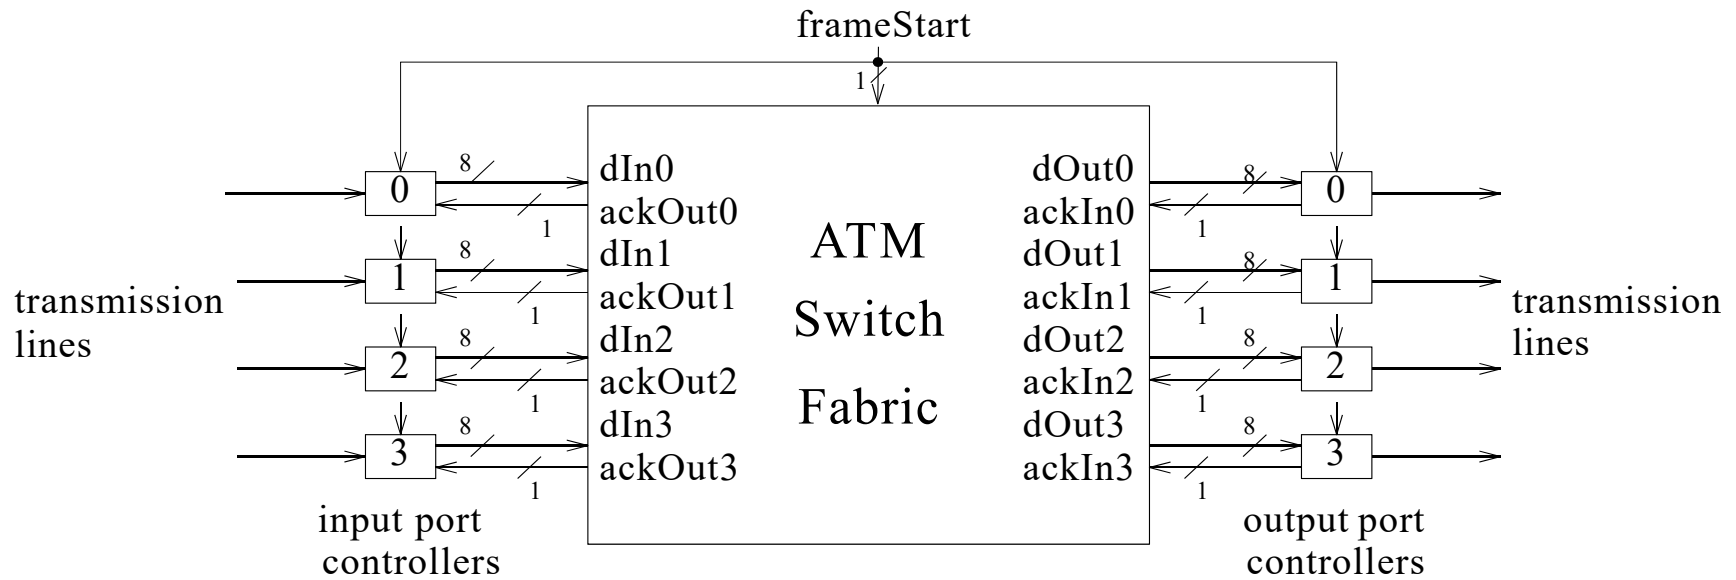 frameStart
1
0
8
dIn0
ackOut0
1
dOut0
ackIn0
8
1
0
1
8
dIn1
ackOut1
1
dOut1
ackIn1
8
1
1
transmission
lines
ATM
Switch
Fabric
transmission
lines
2
8
dIn2
ackOut2
1
dOut2
ackIn2
8
1
2
3
8
dIn3
ackOut3
1
dOut3
ackIn3
8
1
3
input port
controllers
output port
controllers